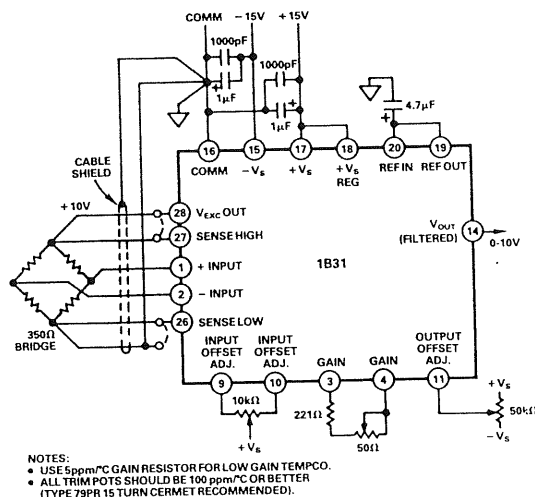 COMM
−15V
+15V
1000pF
1000pF
+
1µF
1µF
+
4.7µF
+
16
15
17
18
20
19
COMM
−Vs
+Vs
+Vs
REG
REF IN
REF OUT
CABLE
SHIELD
+10V
28
VEXC OUT
27
SENSE HIGH
1
+ INPUT
2
− INPUT
26
SENSE LOW
350Ω
BRIDGE
1B31
VOUT
(FILTERED)
14
0-10V
INPUT
OFFSET
ADJ.
INPUT
OFFSET
ADJ.
GAIN
GAIN
OUTPUT
OFFSET
ADJ.
9
10
3
4
11
10kΩ
+Vs
221Ω
50Ω
+Vs
50kΩ
−Vs
NOTES:
• USE 5ppm/°C GAIN RESISTOR FOR LOW GAIN TEMPCO.
• ALL TRIM POTS SHOULD BE 100 ppm/°C OR BETTER
(TYPE 79PR 15 TURN CERMET RECOMMENDED).